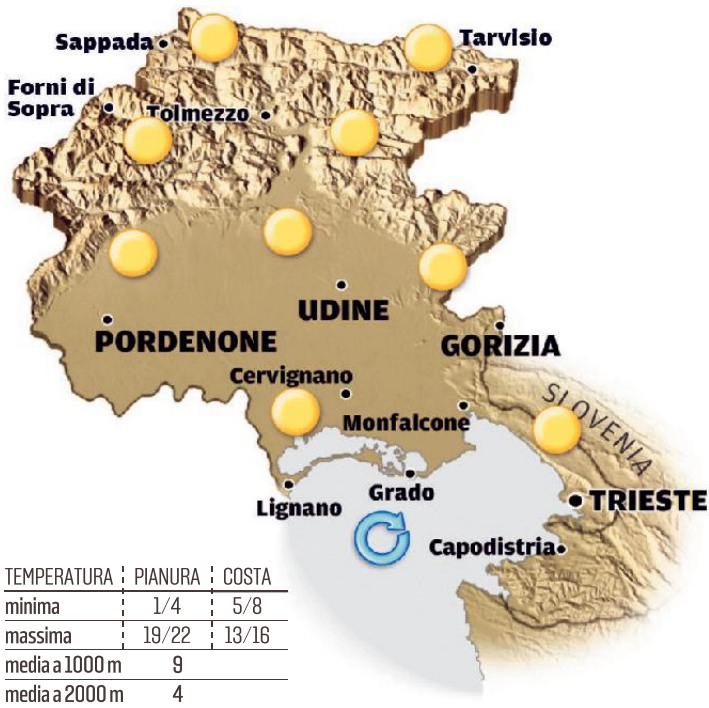 Sappada
Tarvisio
Forni di
Sopra
Tolmezzo
UDINE
PORDENONE
GORIZIA
Cervignano
SLOVENIA
Monfalcone
Grado
Lignano
TRIESTE
Capodistria
TEMPERATURA PIANURA COSTA
minima 1/4 5/8
massima 19/22 13/16
media a 1000 m 9
media a 2000 m 4